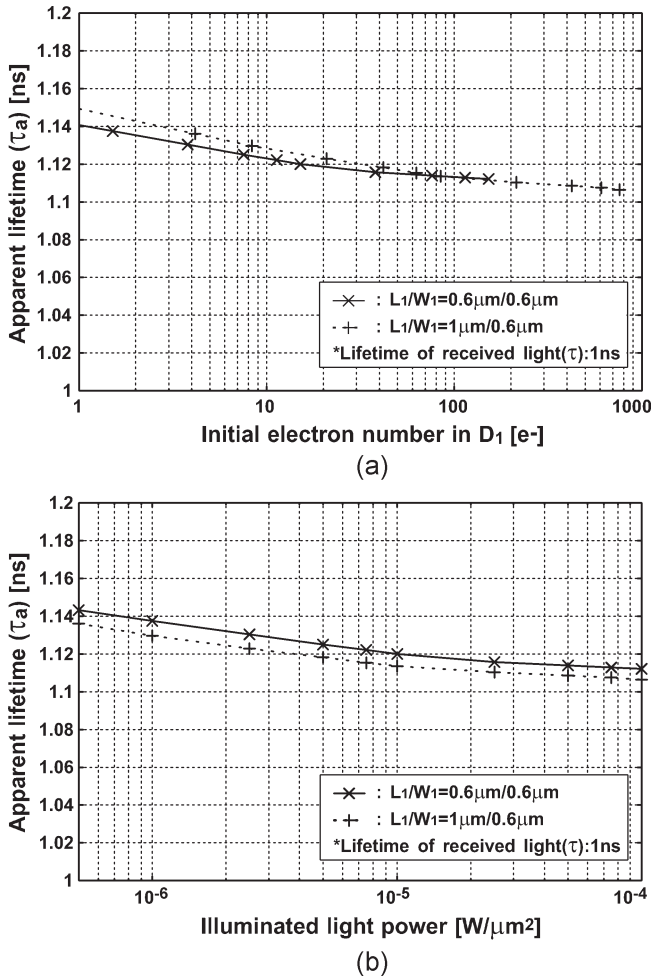 1.2
1.18
1.16
1.14
1.12
1.1
1.08
1.06
1.04
1.02
1
Apparent lifetime (τa) [ns]
× : L1/W1=0.6μm/0.6μm
+ : L1/W1=1μm/0.6μm
*Lifetime of received light(τ):1ns
1 10 100 1000
Initial electron number in D1 [e-]
(a)
1.2
1.18
1.16
1.14
1.12
1.1
1.08
1.06
1.04
1.02
1
Apparent lifetime (τa) [ns]
× : L1/W1=0.6μm/0.6μm
+ : L1/W1=1μm/0.6μm
*Lifetime of received light(τ):1ns
10-6 10-5 10-4
Illuminated light power [W/μm2]
(b)